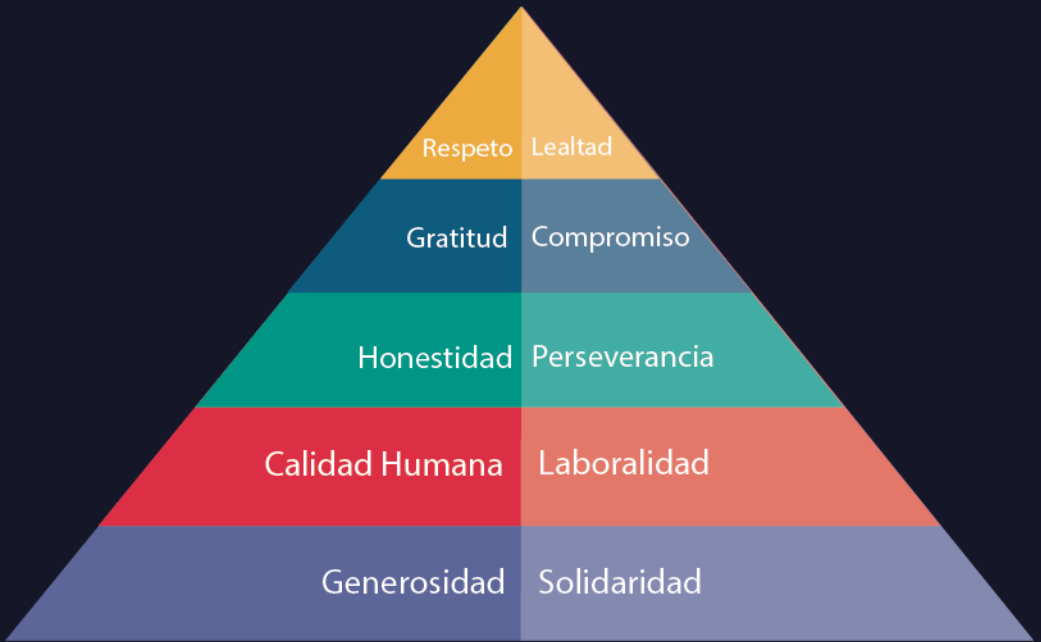 Respeto Lealtad
Gratitud Compromiso
Honestidad Perseverancia
Calidad Humana Laboralidad
Generosidad Solidaridad